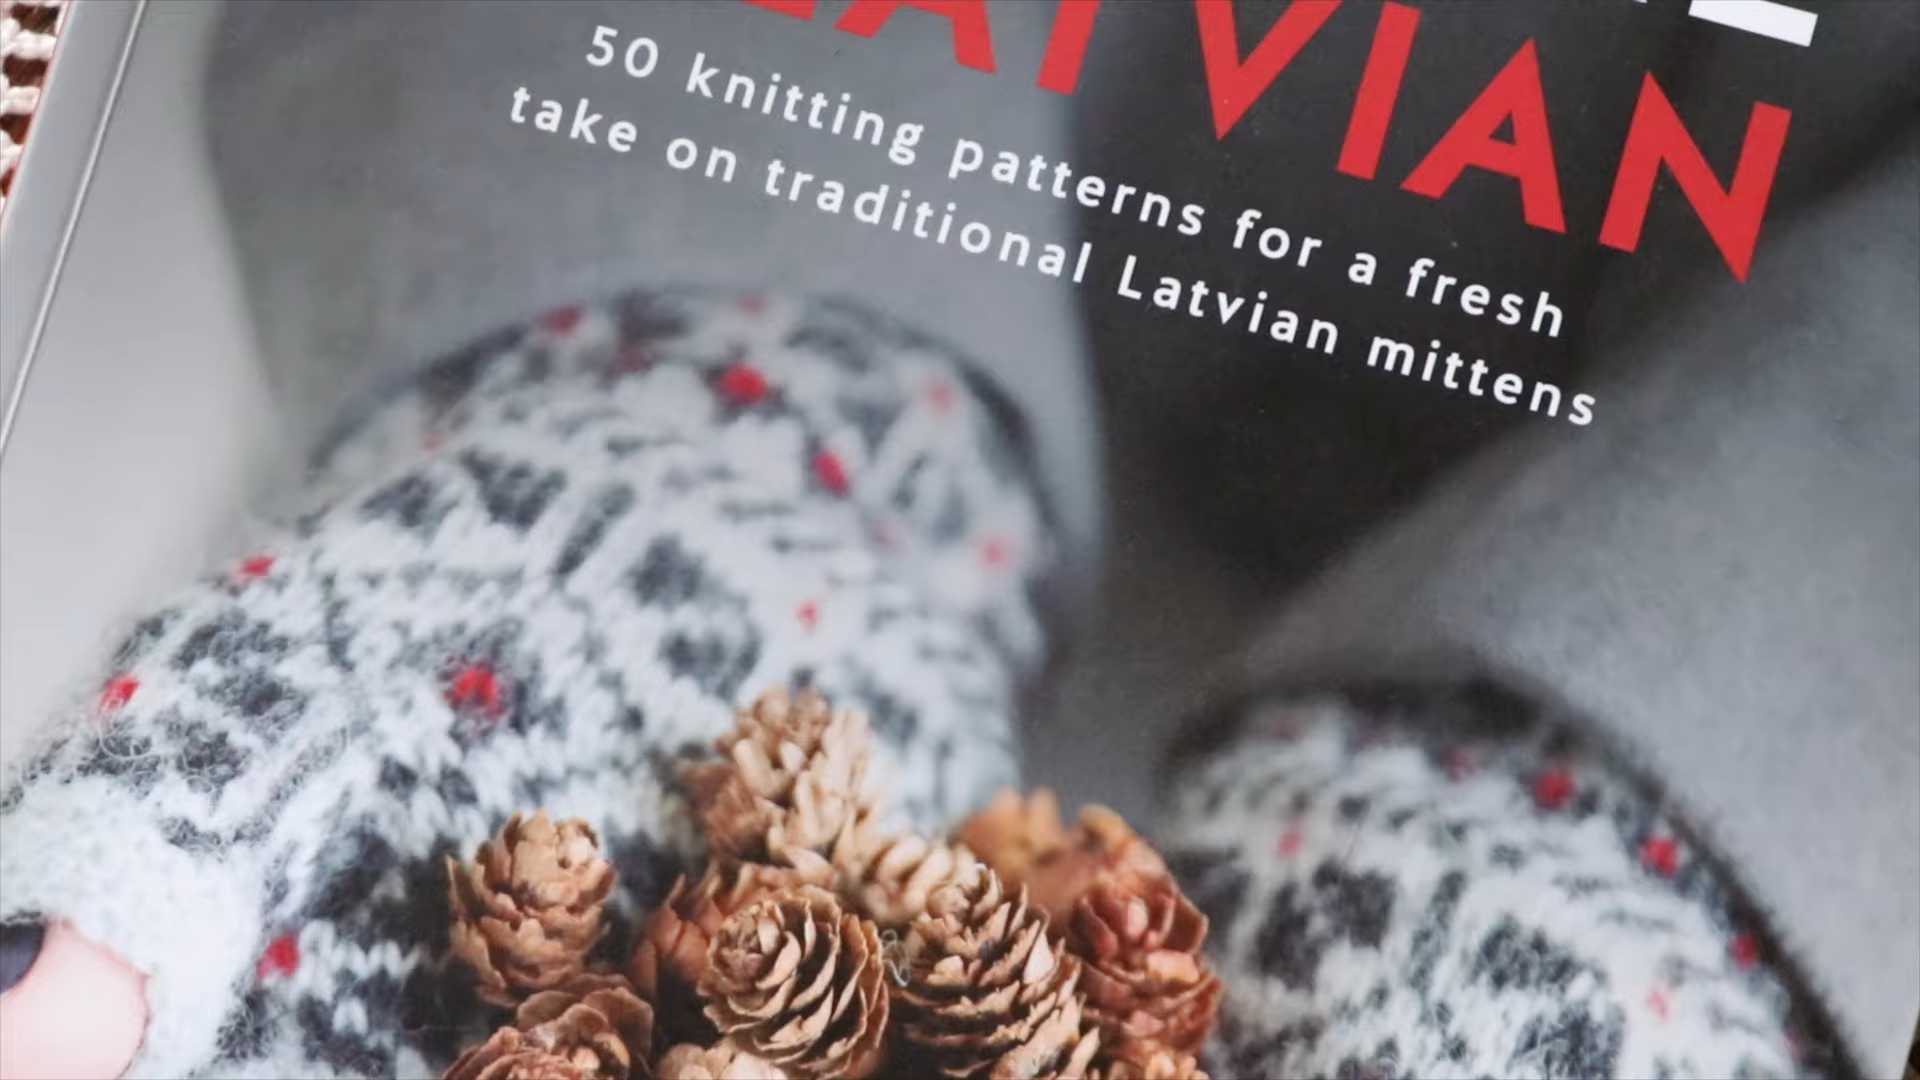 LATVIAN
50 knitting patterns for a fresh
take on traditional Latvian mittens